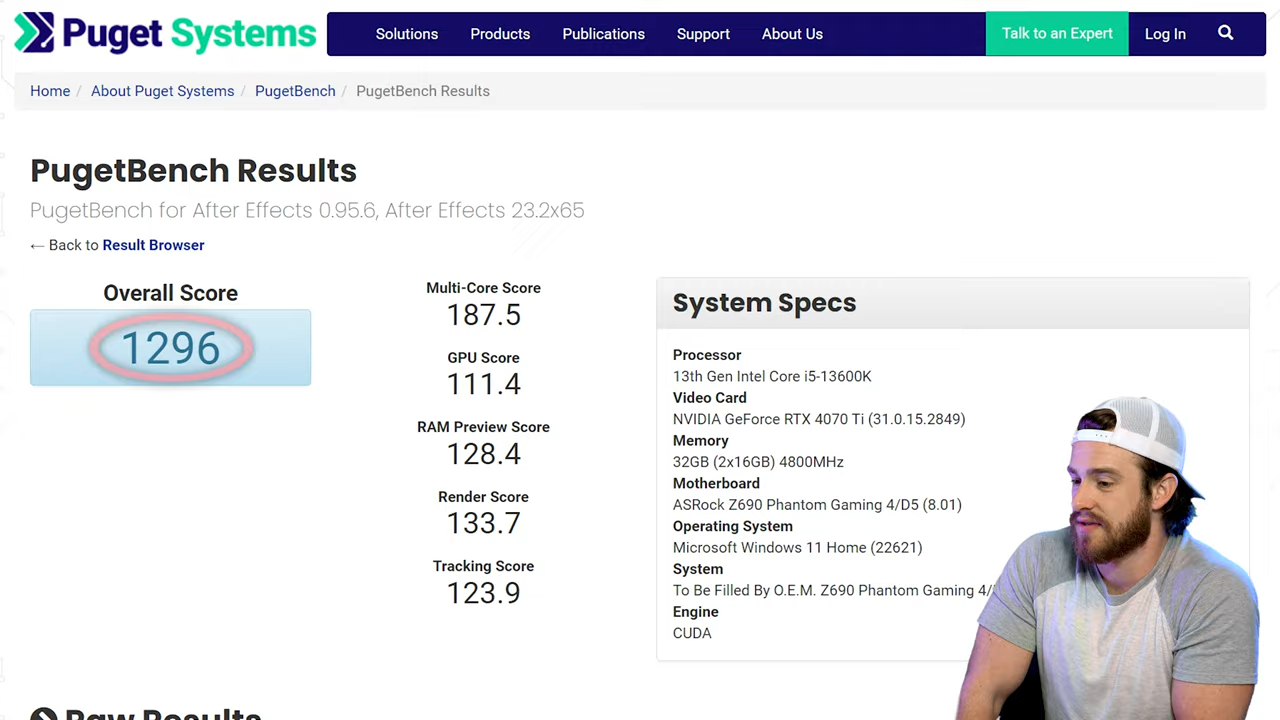 Puget Systems
Solutions
Products
Publications
Support
About Us
Talk to an Expert
Log In
Home / About Puget Systems / PugetBench / PugetBench Results
PugetBench Results
PugetBench for After Effects 0.95.6, After Effects 23.2x65
← Back to Result Browser
Overall Score
1296
Multi-Core Score
187.5
GPU Score
111.4
RAM Preview Score
128.4
Render Score
133.7
Tracking Score
123.9
System Specs
Processor
13th Gen Intel Core i5-13600K
Video Card
NVIDIA GeForce RTX 4070 Ti (31.0.15.2849)
Memory
32GB (2x16GB) 4800MHz
Motherboard
ASRock Z690 Phantom Gaming 4/D5 (8.01)
Operating System
Microsoft Windows 11 Home (22621)
System
To Be Filled By O.E.M. Z690 Phantom Gaming 4/
Engine
CUDA
Raw Results